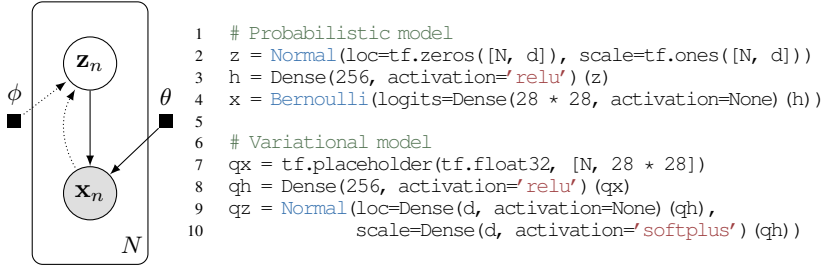 z_n
ϕ
θ
x_n
N
1 # Probabilistic model
2 z = Normal(loc=tf.zeros([N, d]), scale=tf.ones([N, d]))
3 h = Dense(256, activation='relu')(z)
4 x = Bernoulli(logits=Dense(28 * 28, activation=None)(h))
5
6 # Variational model
7 qx = tf.placeholder(tf.float32, [N, 28 * 28])
8 qh = Dense(256, activation='relu')(qx)
9 qz = Normal(loc=Dense(d, activation=None)(qh),
10 scale=Dense(d, activation='softplus')(qh))